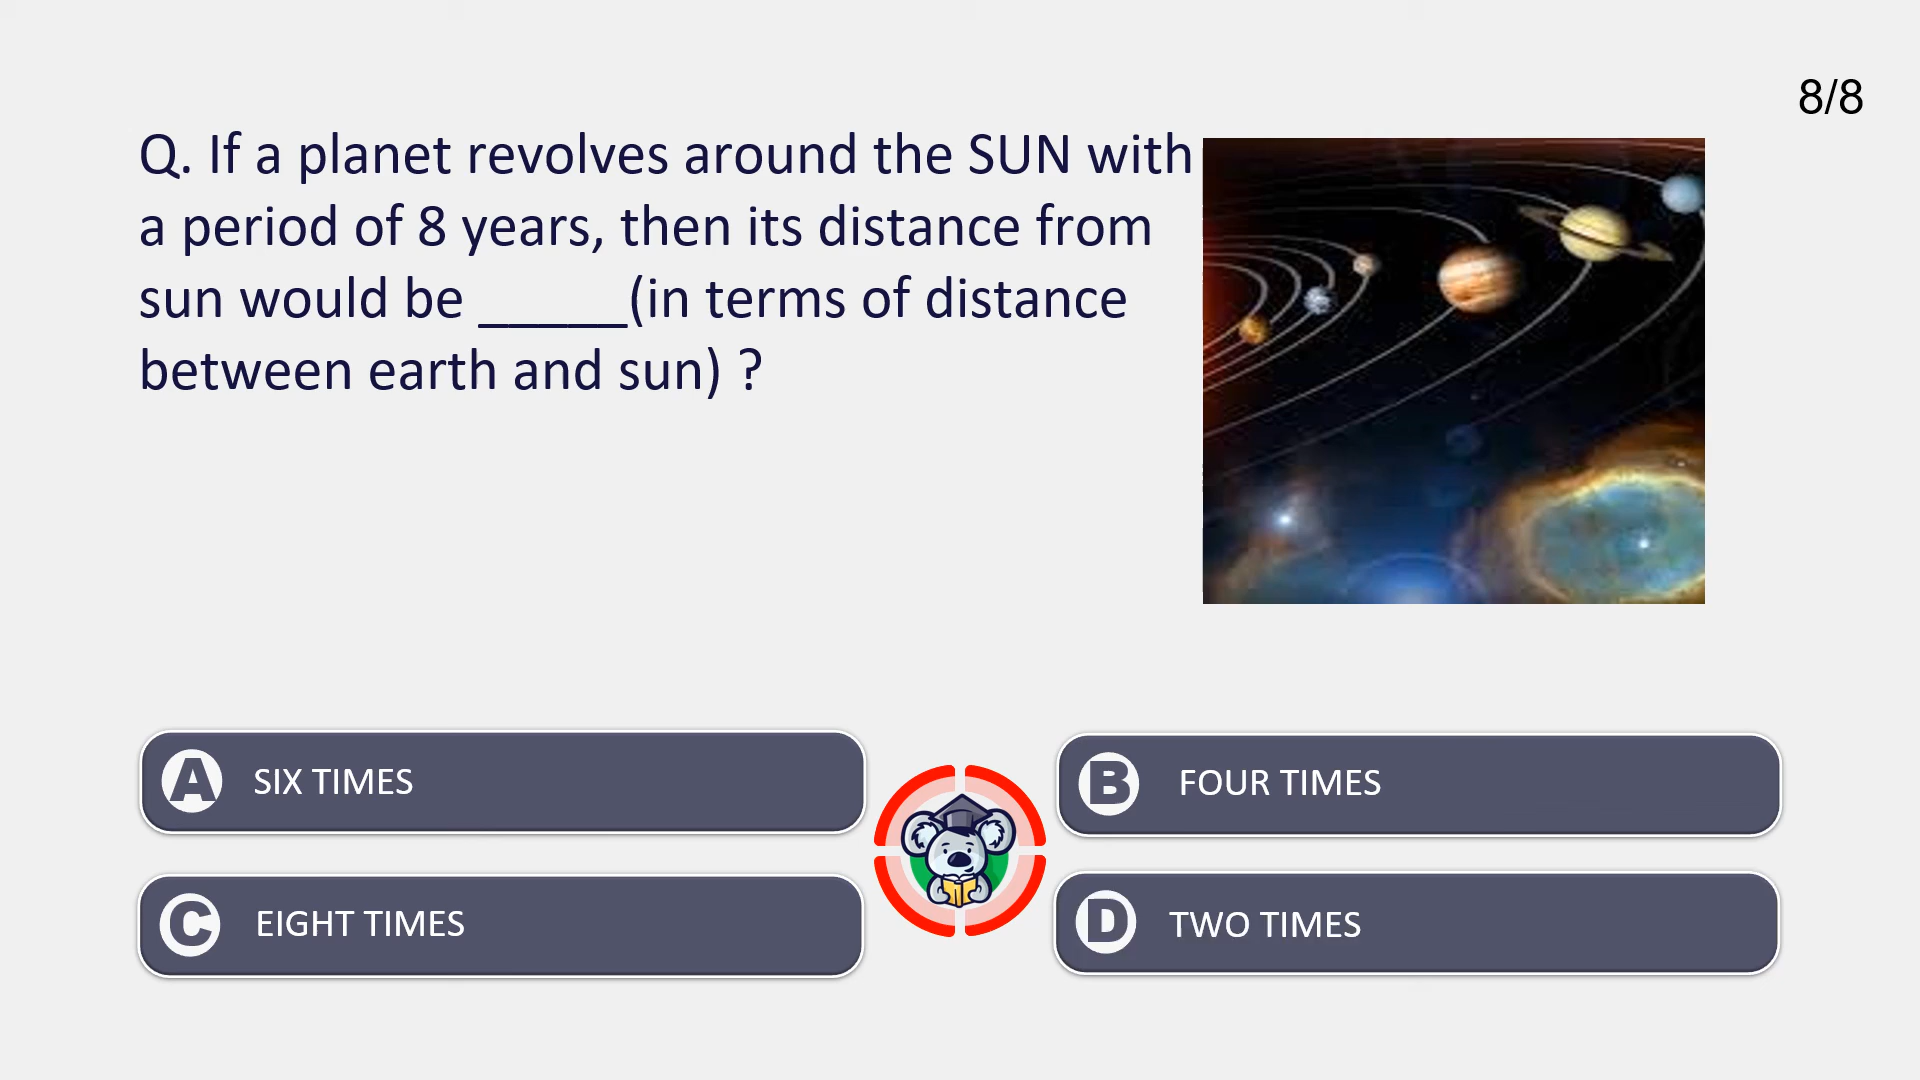 8/8
Q. If a planet revolves around the SUN with
a period of 8 years, then its distance from
sun would be _____(in terms of distance
between earth and sun) ?
A SIX TIMES
B FOUR TIMES
C EIGHT TIMES
D TWO TIMES